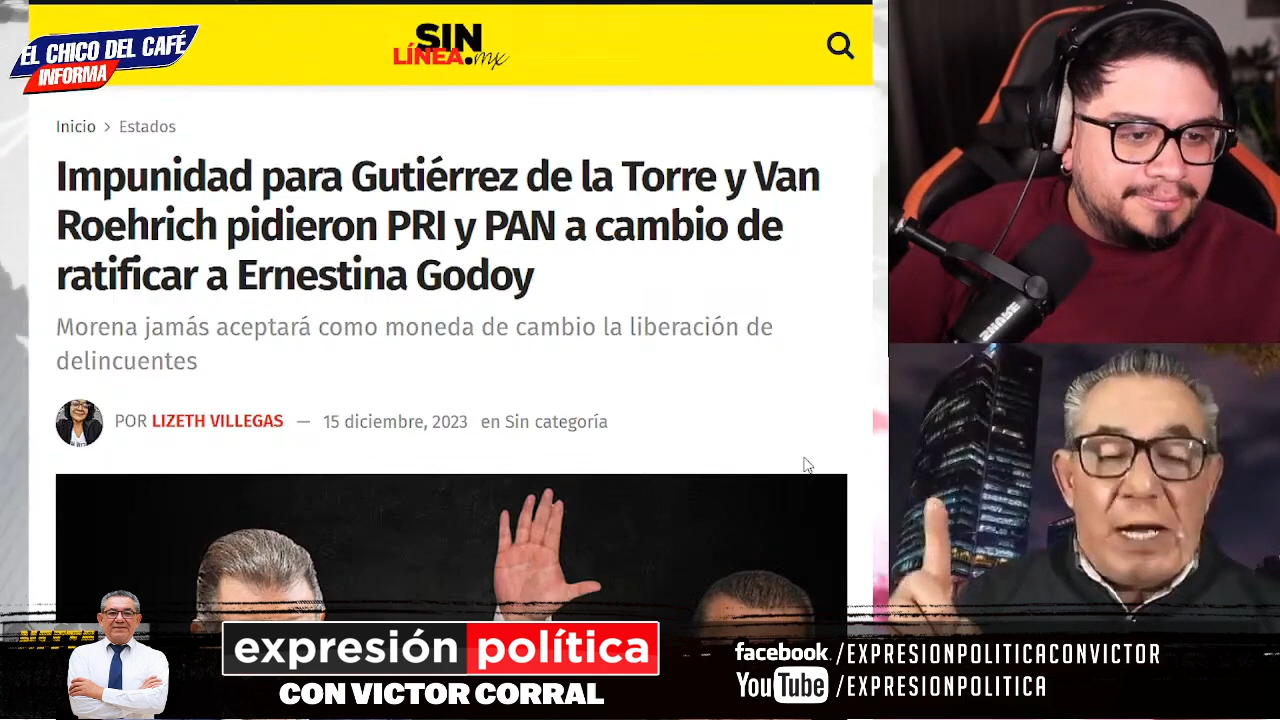 EL CHICO DEL CAFÉ
INFORMA
SIN
LÍNEA.mx
Inicio > Estados
Impunidad para Gutiérrez de la Torre y Van
Roehrich pidieron PRI y PAN a cambio de
ratificar a Ernestina Godoy
Morena jamás aceptará como moneda de cambio la liberación de
delincuentes
POR LIZETH VILLEGAS — 15 diciembre, 2023 en Sin categoría
expresión política
CON VICTOR CORRAL
facebook /EXPRESIONPOLITICACONVICTOR
YouTube /EXPRESIONPOLITICA